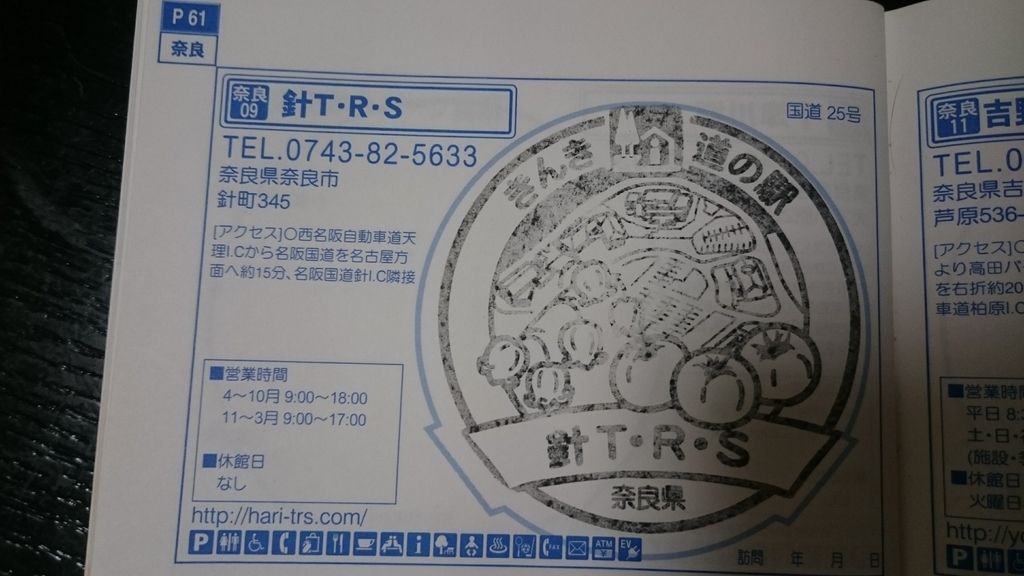 P 61
奈良
奈良
09
針T・R・S
国道 25号
TEL.0743-82-5633
奈良県奈良市
針町345
[アクセス]○西名阪自動車道天
理I.Cから名阪国道を名古屋方
面へ約15分、名阪国道針I.C隣接
■営業時間
4〜10月 9:00〜18:00
11〜3月 9:00〜17:00
■休館日
なし
http://hari-trs.com/
P
i
FAX
ATM
EV
訪問 年 月 日
きんき 道の駅
針T・R・S
奈良県
奈良
11
TEL.0
奈良県吉
芦原536-
[アクセス]○
より高田バ
を右折約20
車道柏原I.C
■営業時間
平日 8:3
土・日・
(施設・
■休館日
火曜日
http://yo
P